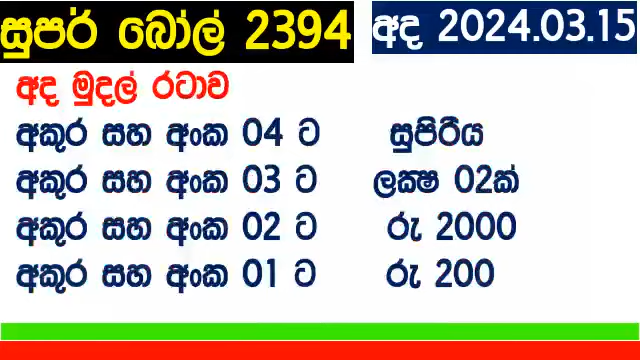 සුපර් බෝල් 2394 අද 2024.03.15
අද මුදල් රටාව
අකුර සහ අංක 04 ට සුපිරිය
අකුර සහ අංක 03 ට ලක්ෂ 02ක්
අකුර සහ අංක 02 ට රු 2000
අකුර සහ අංක 01 ට රු 200